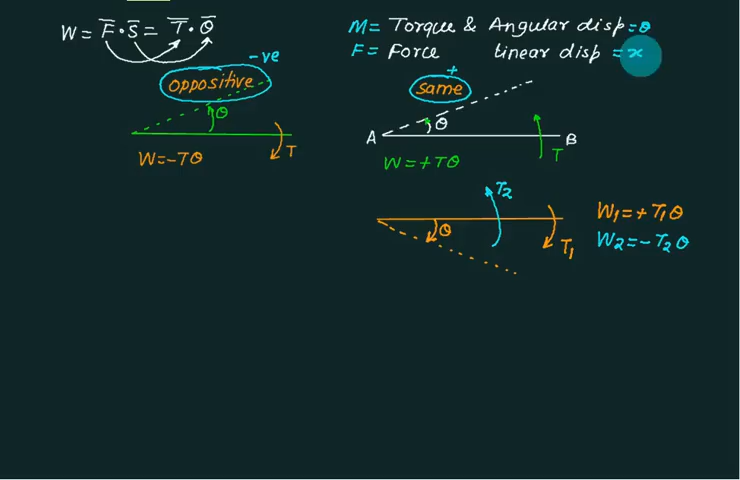 W = F̅ · S̅ = T̅ · θ̅
M = Torque & Angular disp = θ
F = Force Linear disp = x
-ve
oppositive
θ
T
W = -Tθ
+
same
A
θ̅
B
T
W = +Tθ
T2
θ
T1
W1 = + T1θ
W2 = - T2θ